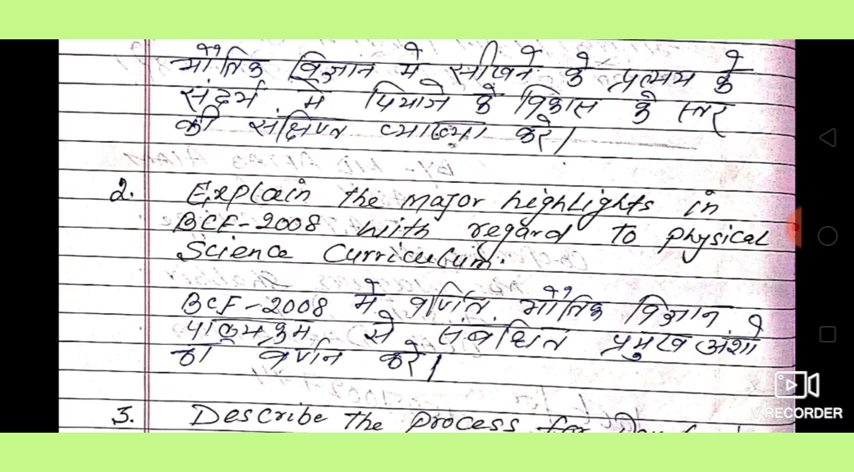 भौतिक विज्ञान में सीखने के प्रत्यय के
संदर्भ में पियाजे के विकास के स्तर
की संक्षिप्त व्याख्या करें।
2. Explain the major highlights in
BCF-2008 with regard to physical
Science Curriculum.
BCF-2008 में वर्णित भौतिक विज्ञान
पाठ्यक्रम से संबंधित प्रमुख अंशों
का वर्णन करें।
3. Describe the process for
V RECORDER